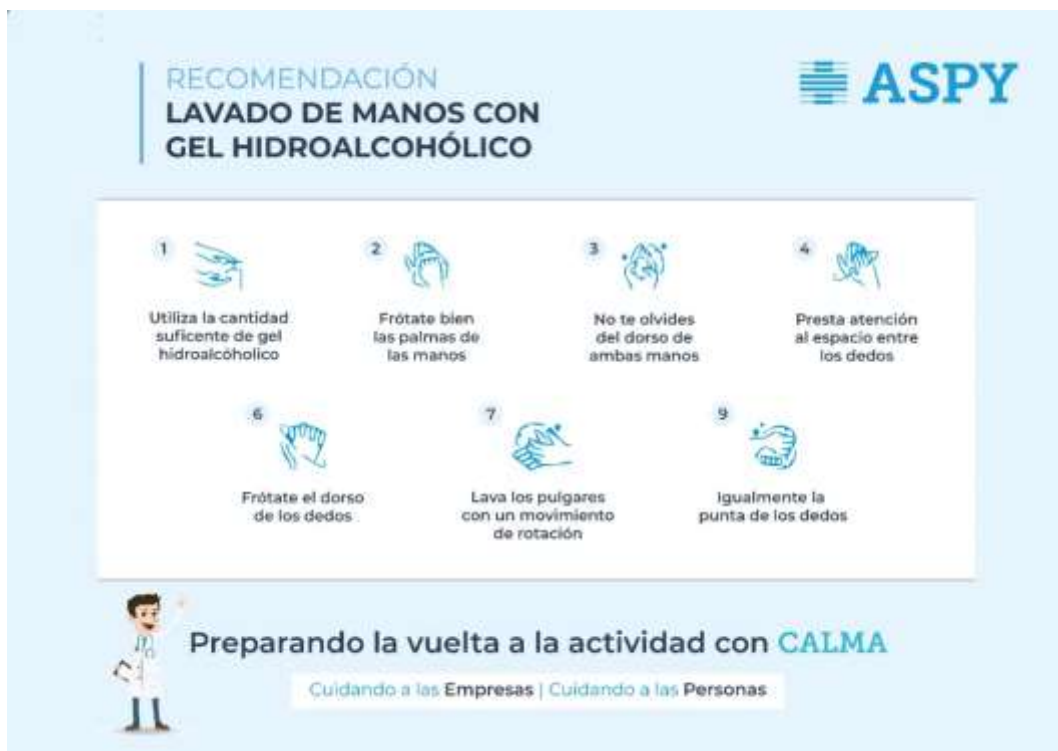 RECOMENDACIÓN
LAVADO DE MANOS CON
GEL HIDROALCOHÓLICO
ASPY
1
Utiliza la cantidad
suficente de gel
hidroalcóholico
2
Frótate bien
las palmas de
las manos
3
No te olvides
del dorso de
ambas manos
4
Presta atención
al espacio entre
los dedos
6
Frótate el dorso
de los dedos
7
Lava los pulgares
con un movimiento
de rotación
9
Igualmente la
punta de los dedos
Preparando la vuelta a la actividad con CALMA
Cuidando a las Empresas | Cuidando a las Personas